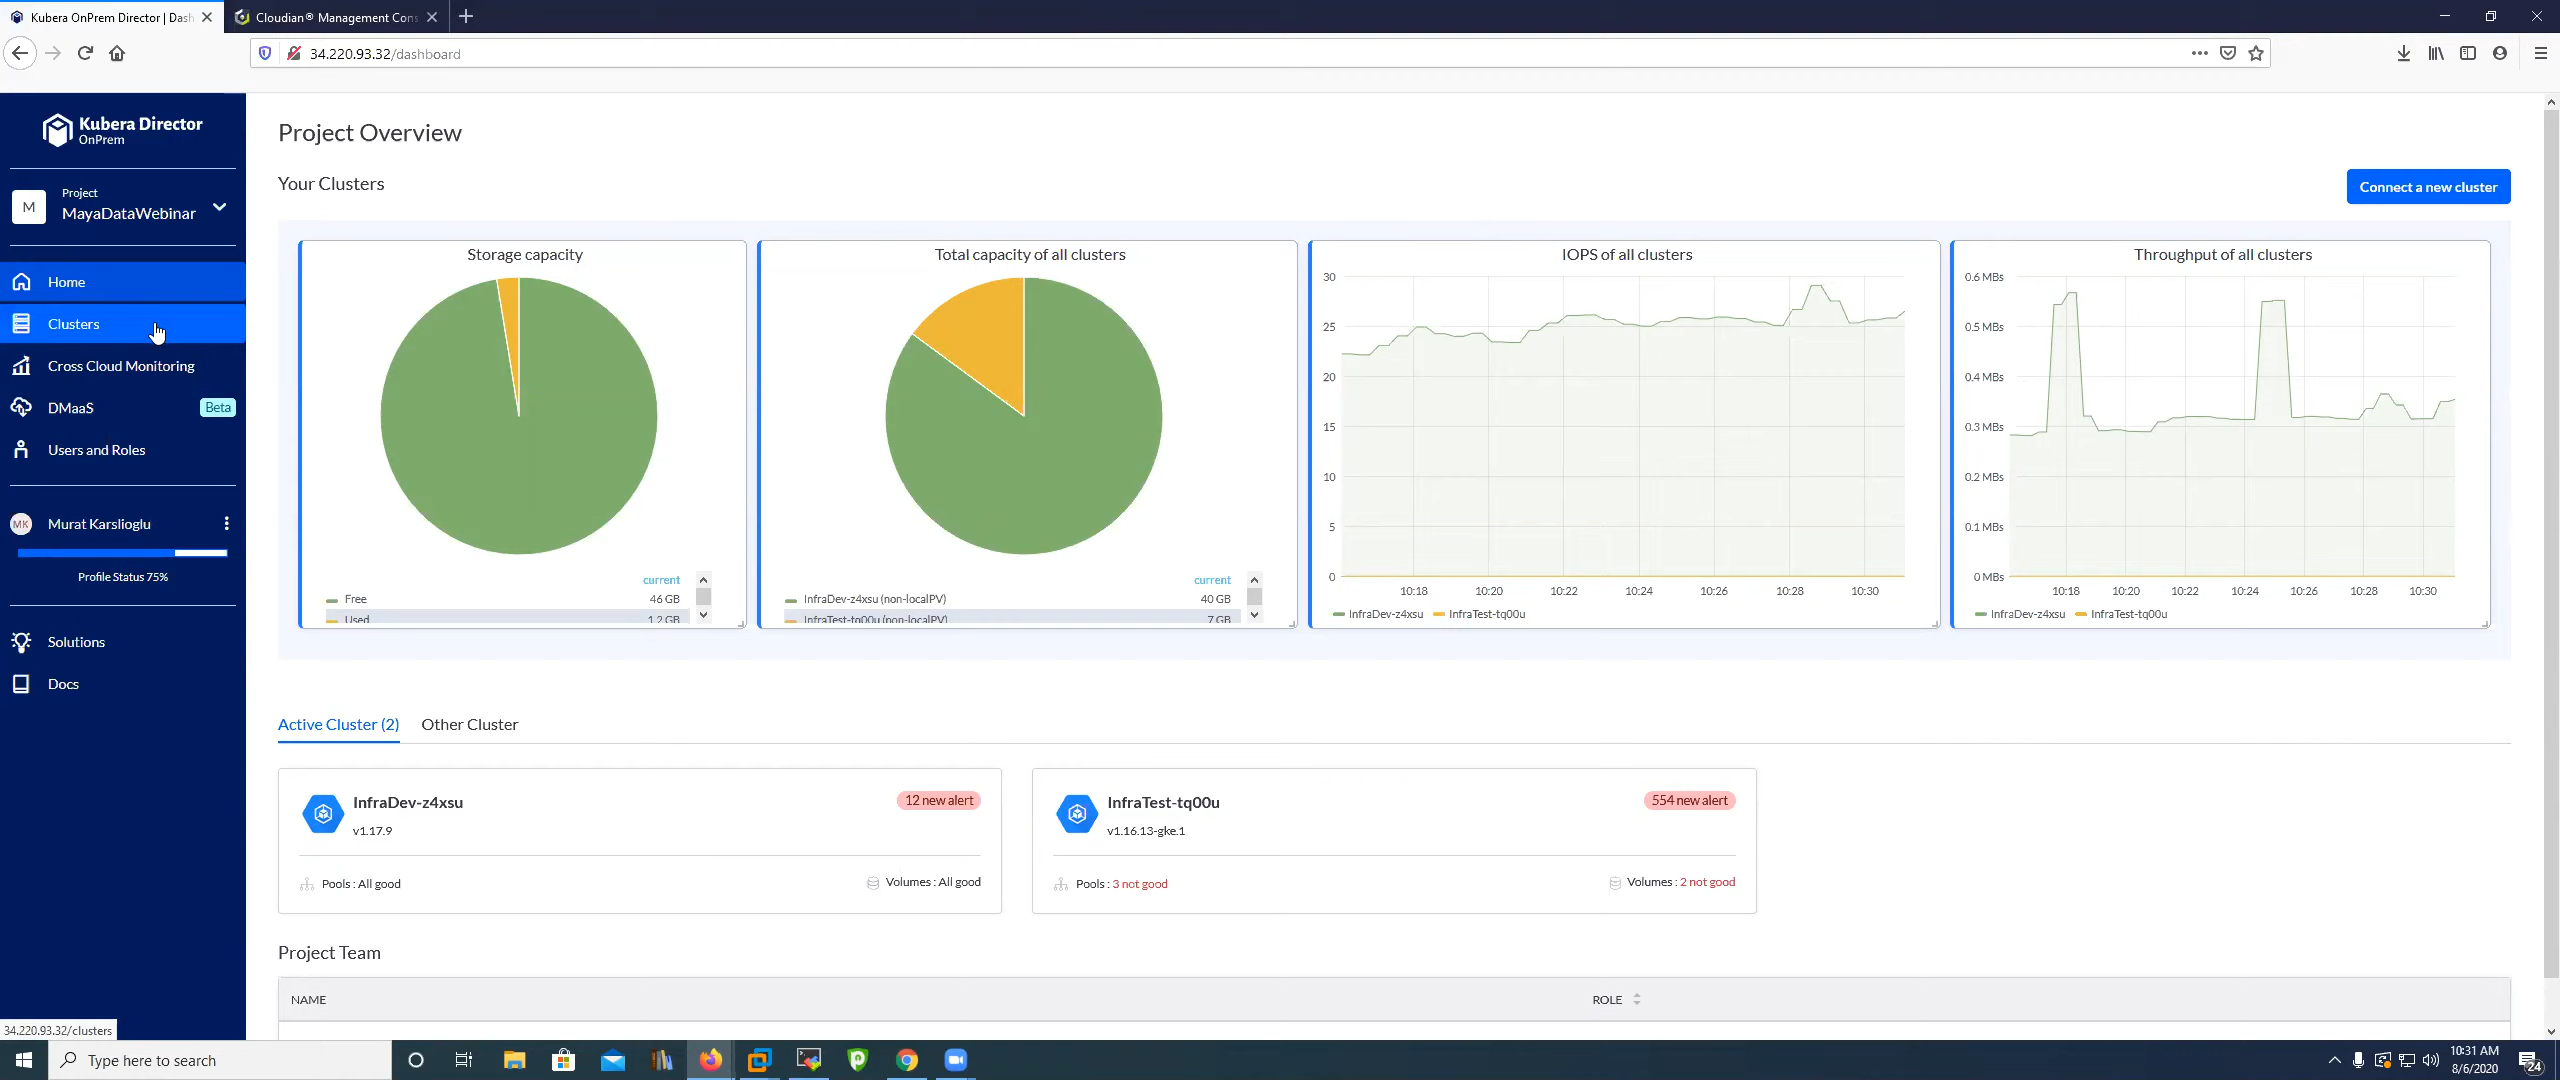 Kubera OnPrem Director | Dash
Cloudian® Management Cons
34.220.93.32/dashboard
Kubera Director
OnPrem
Project
M
MayaDataWebinar
Home
Clusters
Cross Cloud Monitoring
DMaaS
Beta
Users and Roles
MK
Murat Karslioglu
Profile Status 75%
Solutions
Docs
34.220.93.32/clusters
Project Overview
Your Clusters
Connect a new cluster
Storage capacity
current
Free 46 GB
Used 1.2 GB
Total capacity of all clusters
current
InfraDev-z4xsu (non-localPV) 40 GB
InfraTest-tq00u (non-localPV) 7 GB
IOPS of all clusters
30
25
20
15
10
5
0
10:18 10:20 10:22 10:24 10:26 10:28 10:30
InfraDev-z4xsu InfraTest-tq00u
Throughput of all clusters
0.6 MBs
0.5 MBs
0.4 MBs
0.3 MBs
0.2 MBs
0.1 MBs
0 MBs
10:18 10:20 10:22 10:24 10:26 10:28 10:30
InfraDev-z4xsu InfraTest-tq00u
Active Cluster (2) Other Cluster
InfraDev-z4xsu
12 new alert
v1.17.9
Pools : All good
Volumes : All good
InfraTest-tq00u
554 new alert
v1.16.13-gke.1
Pools : 3 not good
Volumes : 2 not good
Project Team
NAME ROLE
Type here to search
10:31 AM
8/6/2020
24